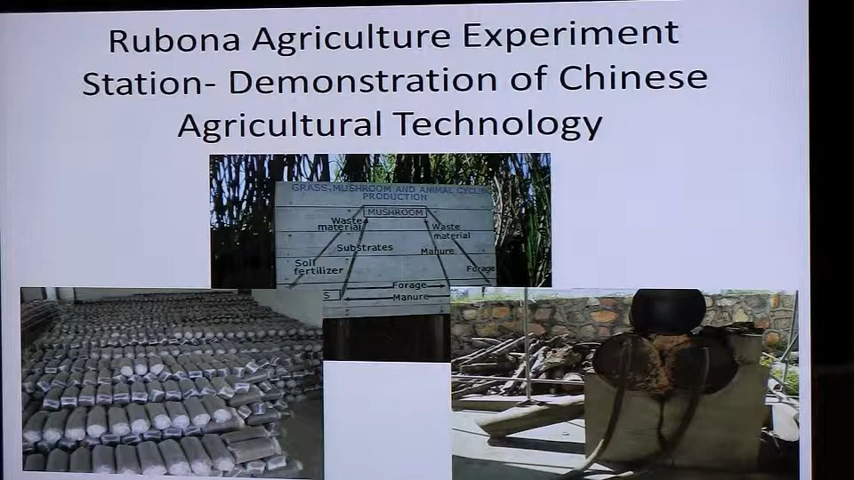 Rubona Agriculture Experiment
Station- Demonstration of Chinese
Agricultural Technology
GRASS, MUSHROOM AND ANIMAL CYCLING
PRODUCTION
MUSHROOM
Waste
material
Waste
material
Substrates
Manure
Soil
fertilizer
Forage
Forage
S
Manure